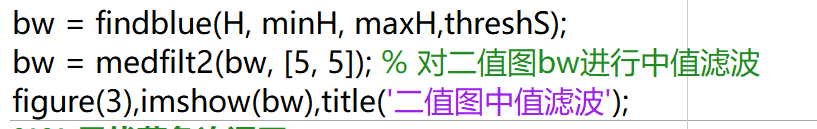 bw = findblue(H, minH, maxH,threshS);
bw = medfilt2(bw, [5, 5]); % 对二值图bw进行中值滤波
figure(3),imshow(bw),title('二值图中值滤波');